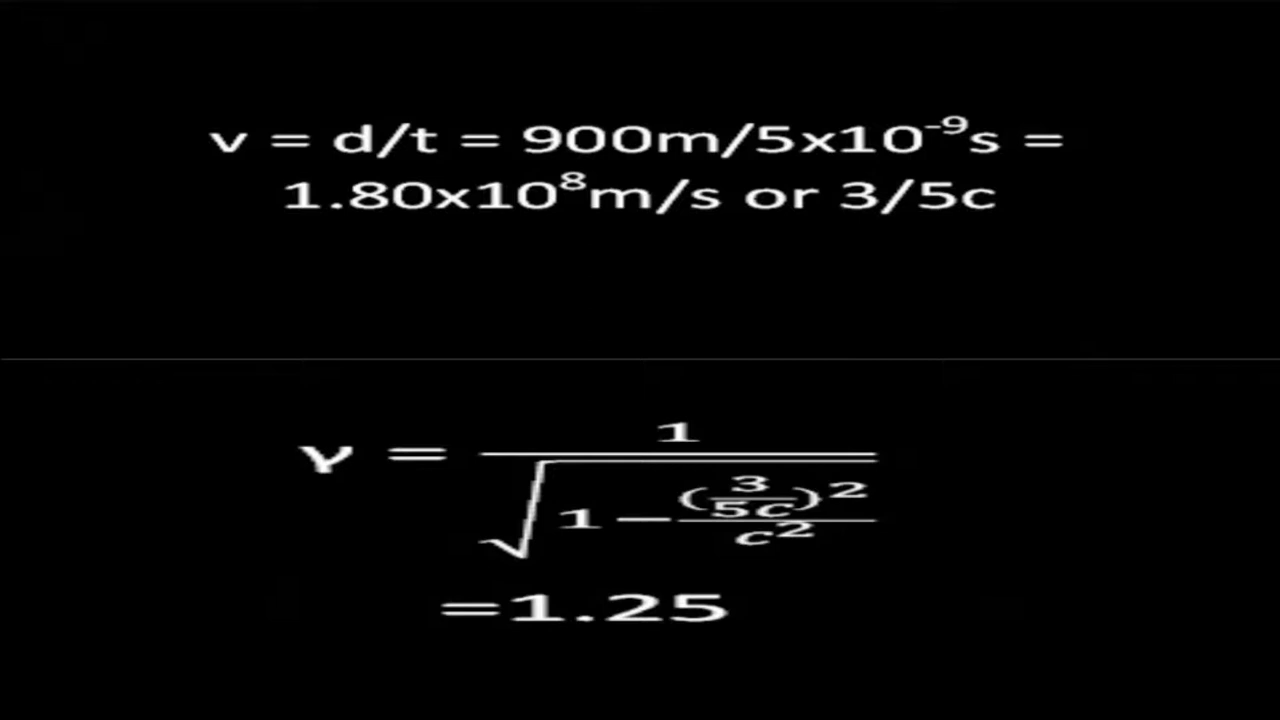 v = d/t = 900m/5x10⁻⁹s =
1.80x10⁸m/s or 3/5c
γ = 1 / √(1 − (3/5c)² / c²)
=1.25